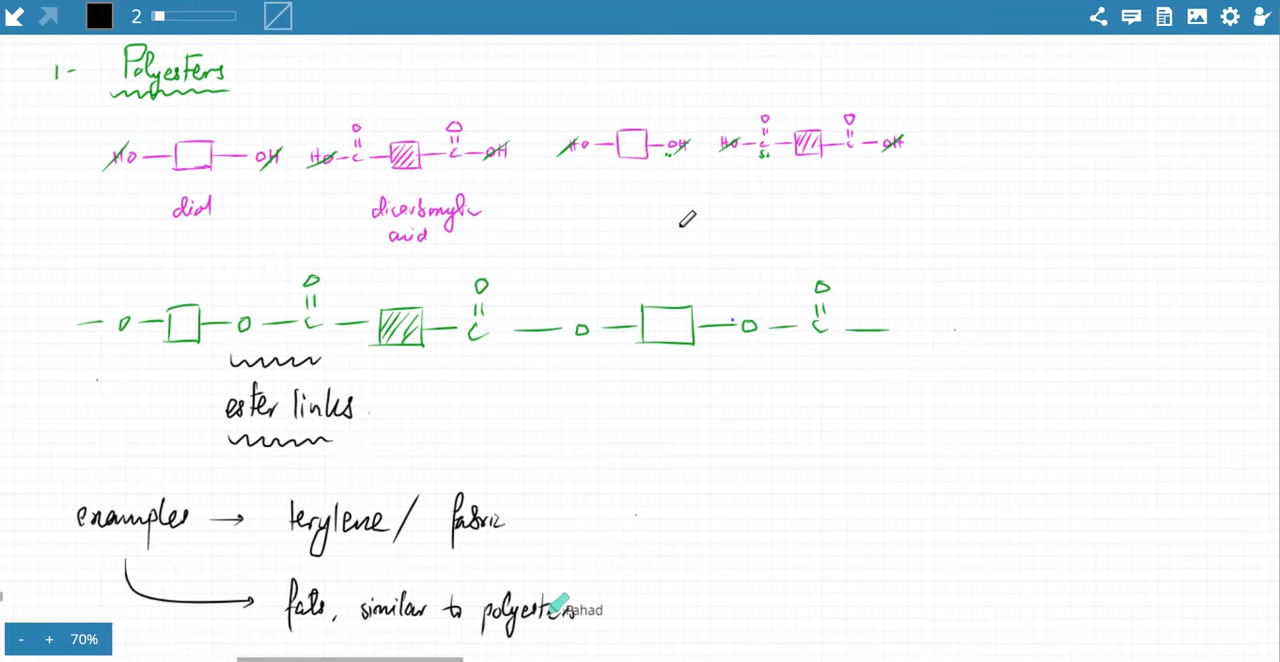 2
1- Polyesters
O O O O
HO OH HO C C OH HO OH HO C C OH
diol dicarboxylic
acid
O O O
O O C C O O C
ester links
examples → terylene / fabric
fats, similar to polyesters
- + 70%